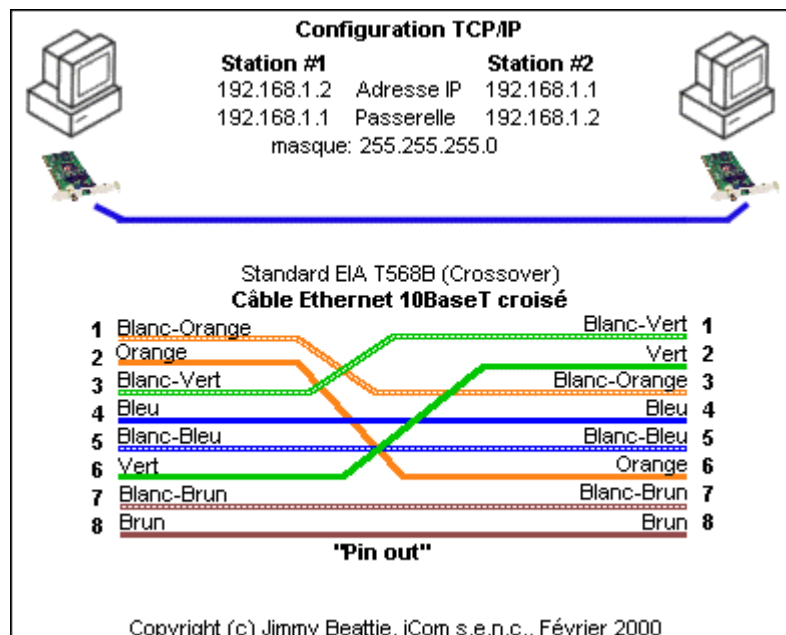 Configuration TCP/IP
Station #1 Station #2
192.168.1.2 Adresse IP 192.168.1.1
192.168.1.1 Passerelle 192.168.1.2
masque: 255.255.255.0
Standard EIA T568B (Crossover)
Câble Ethernet 10BaseT croisé
1 Blanc-Orange Blanc-Vert 1
2 Orange Vert 2
3 Blanc-Vert Blanc-Orange 3
4 Bleu Bleu 4
5 Blanc-Bleu Blanc-Bleu 5
6 Vert Orange 6
7 Blanc-Brun Blanc-Brun 7
8 Brun Brun 8
"Pin out"
Copyright (c) Jimmy Beattie, iCom s.e.n.c., Février 2000